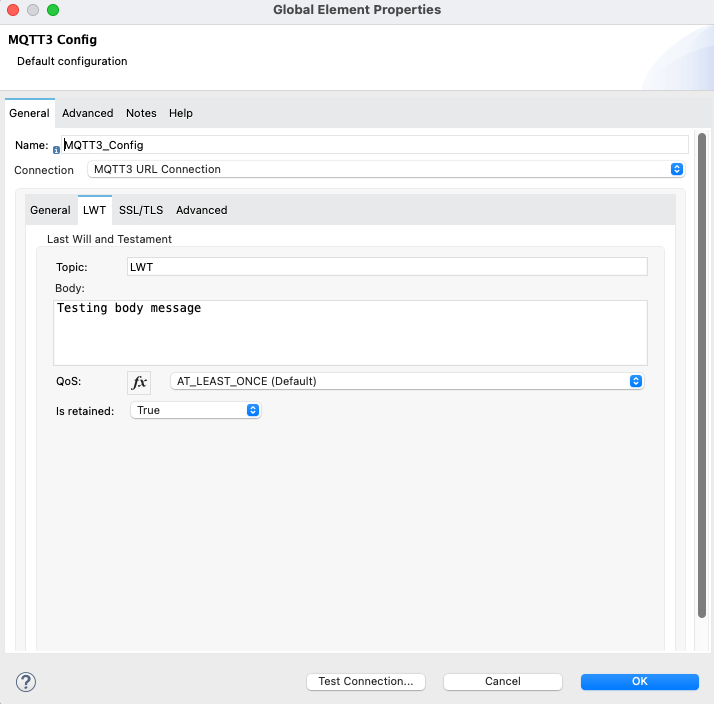 Global Element Properties
MQTT3 Config
Default configuration
General Advanced Notes Help
Name: MQTT3_Config
Connection MQTT3 URL Connection
General LWT SSL/TLS Advanced
Last Will and Testament
Topic: LWT
Body:
Testing body message
QoS: fx AT_LEAST_ONCE (Default)
Is retained: True
? Test Connection... Cancel OK